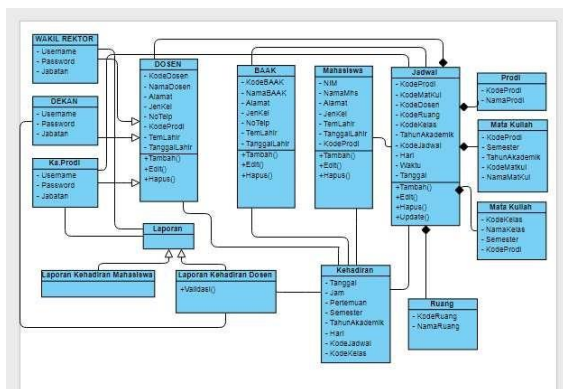 WAKIL REKTOR
- Username
- Password
- Jabatan
DEKAN
- Username
- Password
- Jabatan
Ka.Prodi
- Username
- Password
- Jabatan
DOSEN
- KodeDosen
- NamaDosen
- Alamat
- JenKel
- NoTelp
- KodeProdi
- TemLahir
- TanggalLahir
+Tambah()
+Edit()
+Hapus()
BAAK
- KodeBAAK
- NamaBAAK
- Alamat
- JenKel
- NoTelp
- TemLahir
- TanggalLahir
+Tambah()
+Edit()
+Hapus()
Mahasiswa
- NIM
- NamaMhs
- Alamat
- JenKel
- TemLahir
- TanggalLahir
- KodeProdi
+Tambah()
+Edit()
+Hapus()
Jadwal
- KodeProdi
- KodeMatKul
- KodeDosen
- KodeRuang
- KodeKelas
- TahunAkademik
- KodeJadwal
- Hari
- Waktu
- Tanggal
+Tambah()
+Edit()
+Hapus()
+Update()
Prodi
- KodeProdi
- NamaProdi
Mata Kuliah
- KodeProdi
- Semester
- TahunAkademik
- KodeMatkul
- NamaMatKul
Mata Kuliah
- KodeKelas
- NamaKelas
- Semester
- KodeProdi
Laporan
Laporan Kehadiran Mahasiswa
Laporan Kehadiran Dosen
+Validasi()
Kehadiran
- Tanggal
- Jam
- Pertemuan
- Semester
- TahunAkademik
- Hari
- KodeJadwal
- KodeKelas
Ruang
- KodeRuang
- NamaRuang